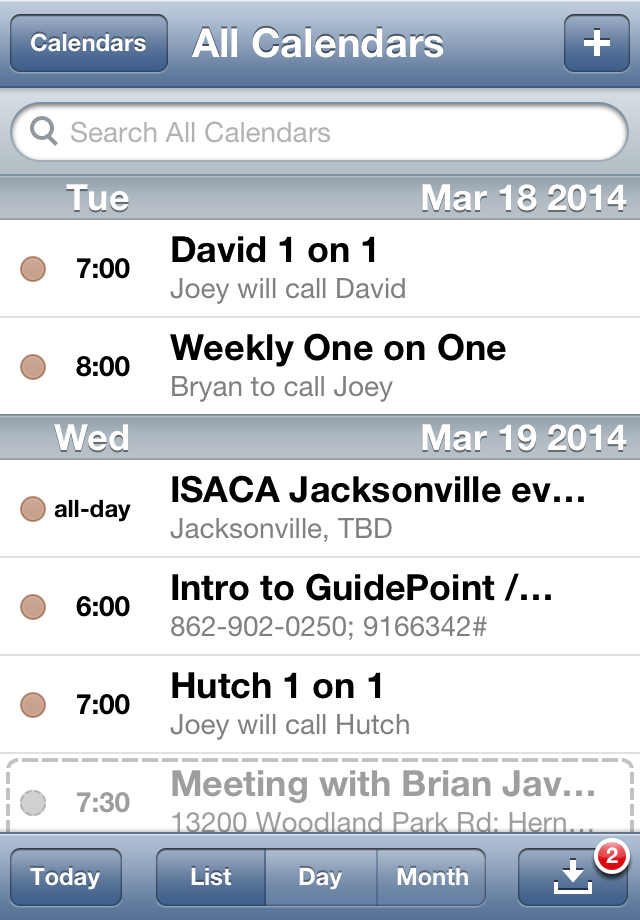 Calendars All Calendars +
Search All Calendars
Tue Mar 18 2014
David 1 on 1
7:00
Joey will call David
Weekly One on One
8:00
Bryan to call Joey
Wed Mar 19 2014
ISACA Jacksonville ev...
all-day
Jacksonville, TBD
Intro to GuidePoint /...
6:00
862-902-0250; 9166342#
Hutch 1 on 1
7:00
Joey will call Hutch
Meeting with Brian Jav...
7:30
13200 Woodland Park Rd; Hern...
Today List Day Month 2